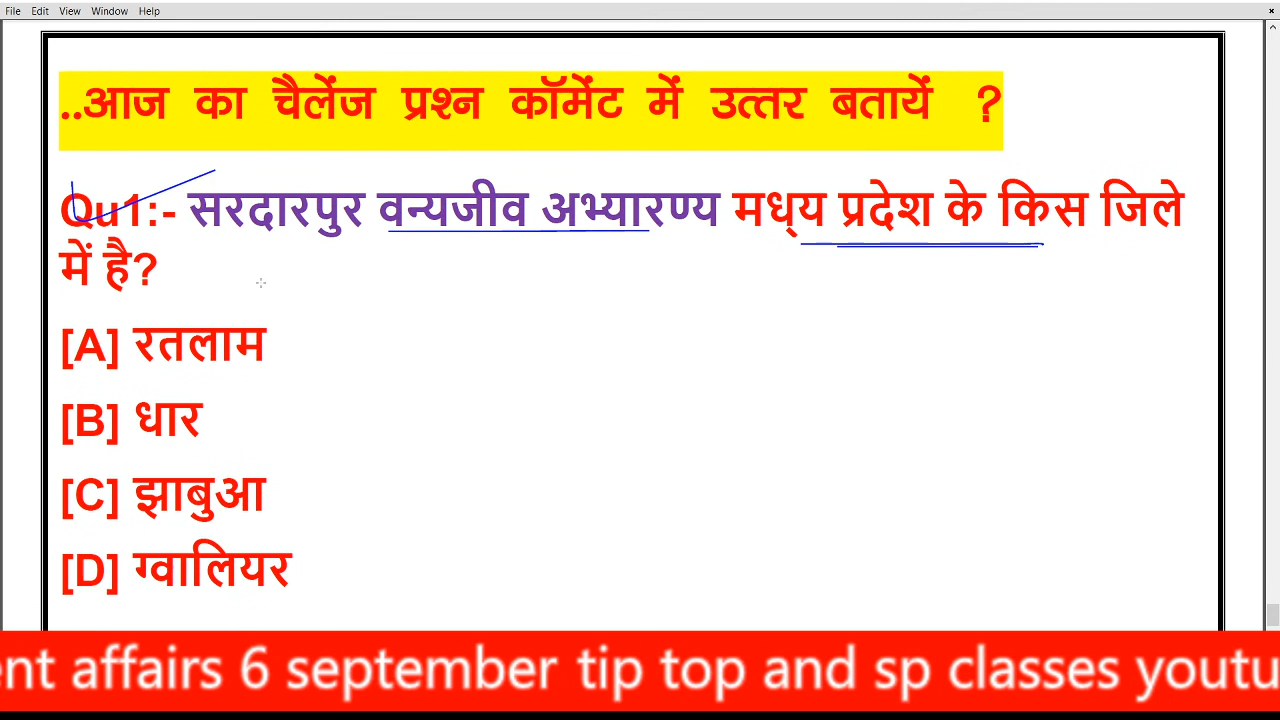 File Edit View Window Help
..आज का चैलेंज प्रश्न कॉमेंट में उत्तर बतायें ?
Qu1:- सरदारपुर वन्यजीव अभ्यारण्य मध्य प्रदेश के किस जिले
में है?
[A] रतलाम
[B] धार
[C] झाबुआ
[D] ग्वालियर
ent affairs 6 september tip top and sp classes youtu